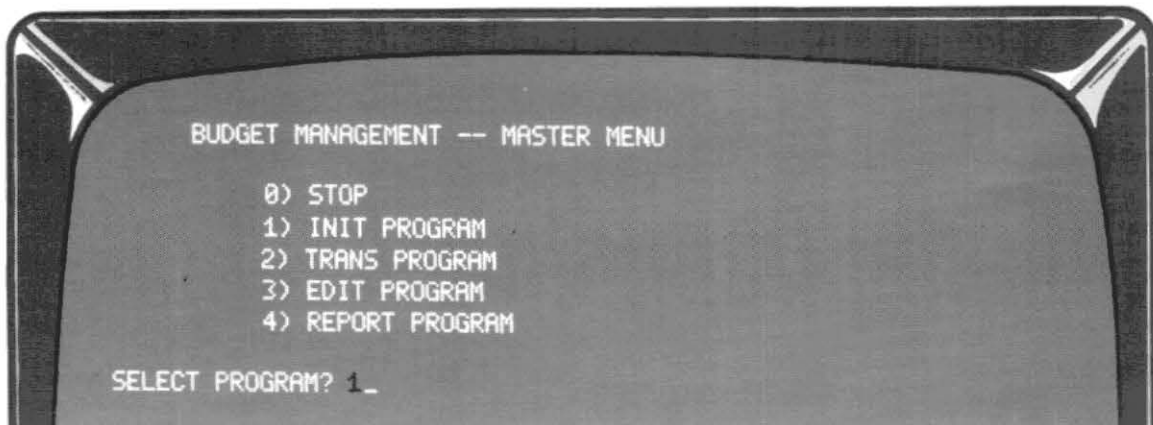 BUDGET MANAGEMENT -- MASTER MENU
0) STOP
1) INIT PROGRAM
2) TRANS PROGRAM
3) EDIT PROGRAM
4) REPORT PROGRAM
SELECT PROGRAM? 1_